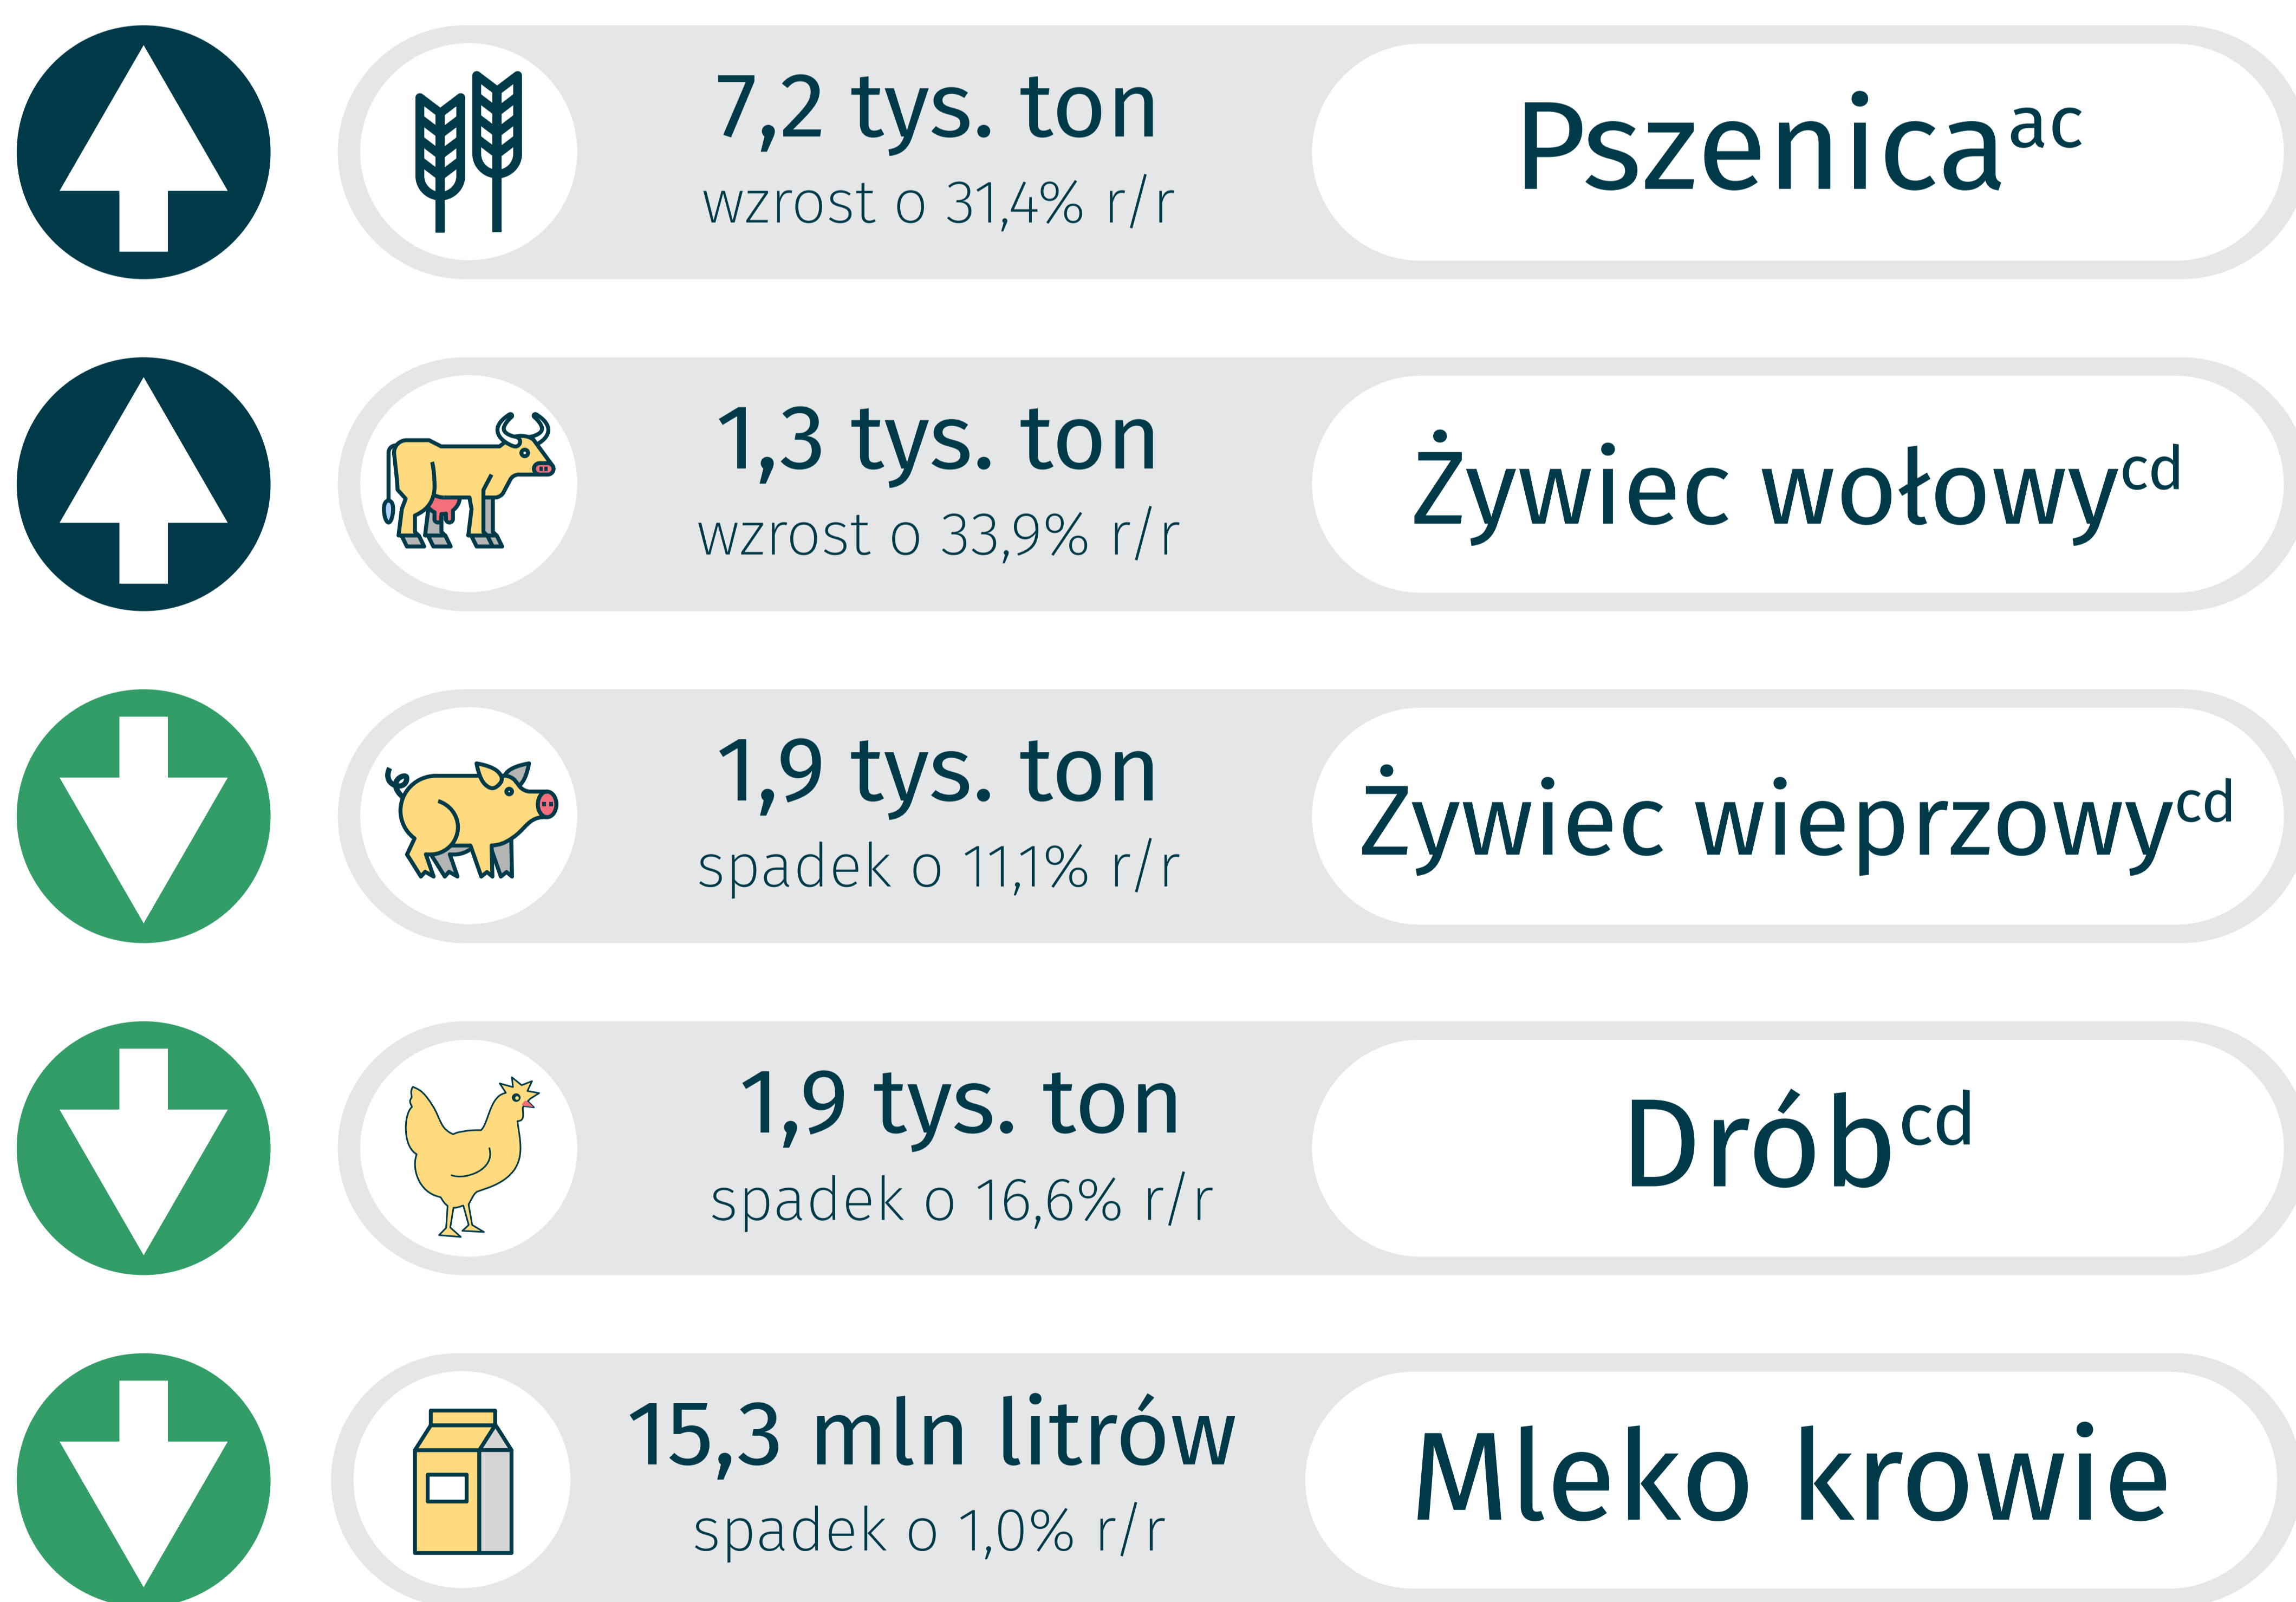 7,2 tys. ton
wzrost o 31,4% r/r
Pszenicaᵃᶜ
1,3 tys. ton
wzrost o 33,9% r/r
Żywiec wołowyᶜᵈ
1,9 tys. ton
spadek o 11,1% r/r
Żywiec wieprzowyᶜᵈ
1,9 tys. ton
spadek o 16,6% r/r
Dróbᶜᵈ
15,3 mln litrów
spadek o 1,0% r/r
Mleko krowie